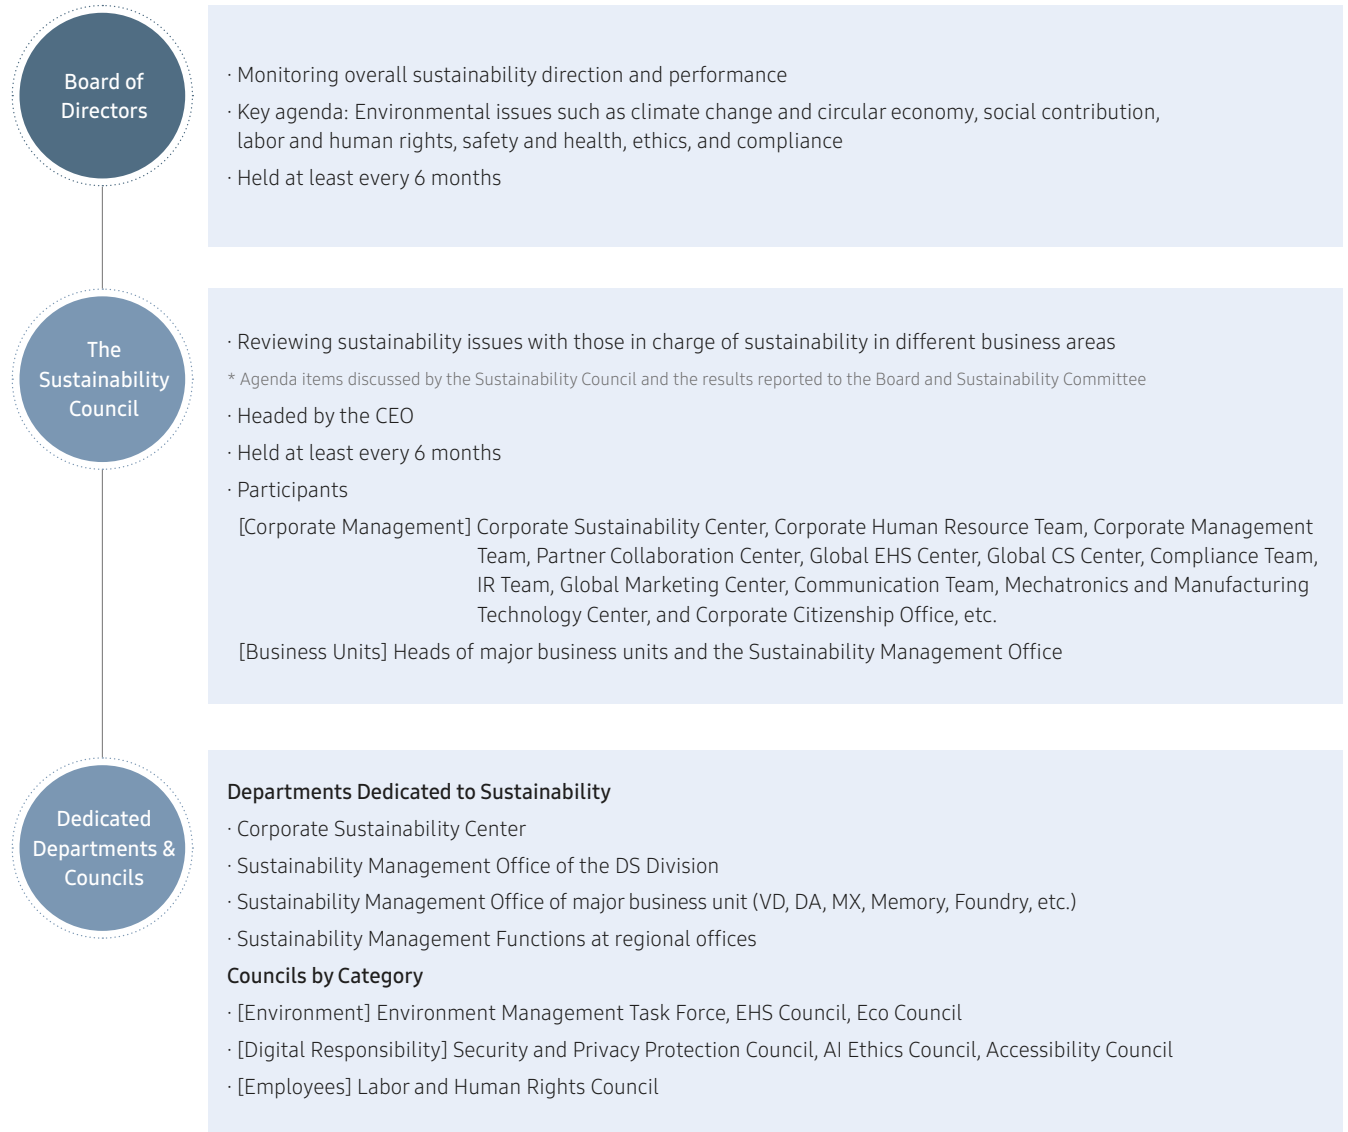 Board of
Directors
· Monitoring overall sustainability direction and performance
· Key agenda: Environmental issues such as climate change and circular economy, social contribution,
labor and human rights, safety and health, ethics, and compliance
· Held at least every 6 months
The
Sustainability
Council
· Reviewing sustainability issues with those in charge of sustainability in different business areas
* Agenda items discussed by the Sustainability Council and the results reported to the Board and Sustainability Committee
· Headed by the CEO
· Held at least every 6 months
· Participants
[Corporate Management] Corporate Sustainability Center, Corporate Human Resource Team, Corporate Management
Team, Partner Collaboration Center, Global EHS Center, Global CS Center, Compliance Team,
IR Team, Global Marketing Center, Communication Team, Mechatronics and Manufacturing
Technology Center, and Corporate Citizenship Office, etc.
[Business Units] Heads of major business units and the Sustainability Management Office
Dedicated
Departments &
Councils
Departments Dedicated to Sustainability
· Corporate Sustainability Center
· Sustainability Management Office of the DS Division
· Sustainability Management Office of major business unit (VD, DA, MX, Memory, Foundry, etc.)
· Sustainability Management Functions at regional offices
Councils by Category
· [Environment] Environment Management Task Force, EHS Council, Eco Council
· [Digital Responsibility] Security and Privacy Protection Council, AI Ethics Council, Accessibility Council
· [Employees] Labor and Human Rights Council